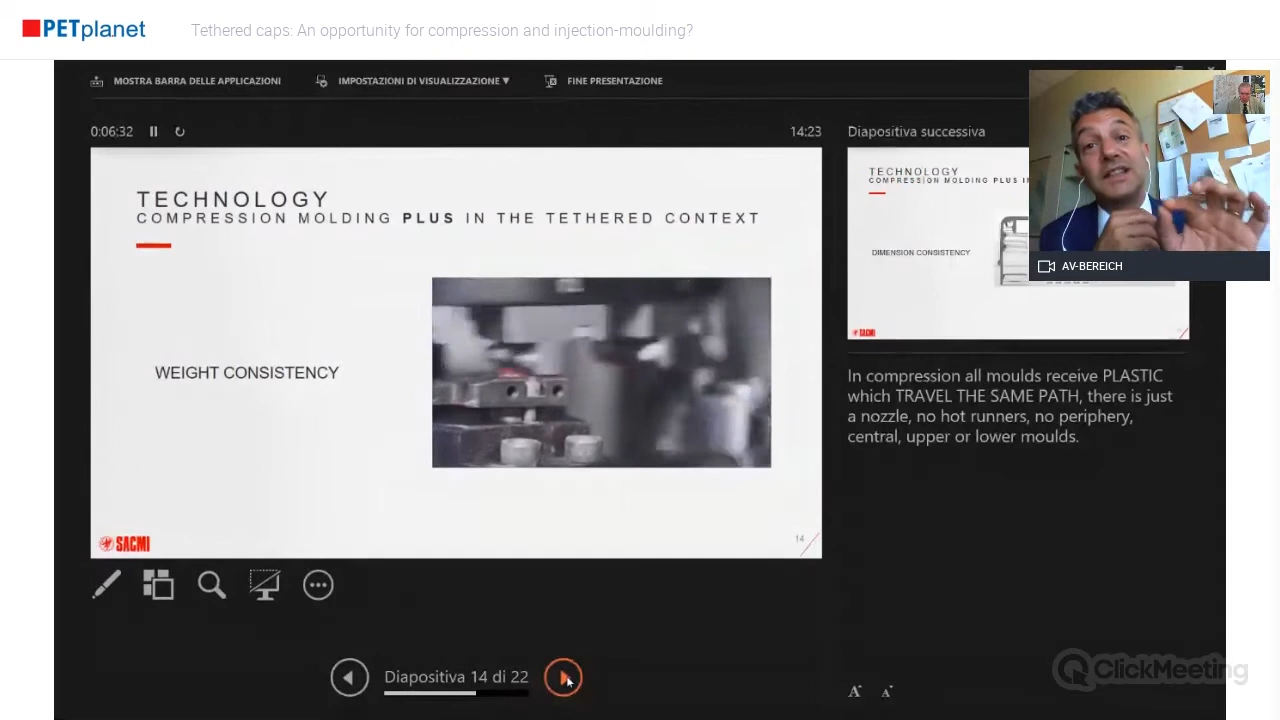 PETplanet
Tethered caps: An opportunity for compression and injection-moulding?
MOSTRA BARRA DELLE APPLICAZIONI
IMPOSTAZIONI DI VISUALIZZAZIONE ▼
FINE PRESENTAZIONE
0:06:32
14:23
Diapositiva successiva
TECHNOLOGY
COMPRESSION MOLDING PLUS IN THE TETHERED CONTEXT
WEIGHT CONSISTENCY
SACMI
14
TECHNOLOGY
COMPRESSION MOLDING PLUS
DIMENSION CONSISTENCY
SACMI
AV-BEREICH
In compression all moulds receive PLASTIC
which TRAVEL THE SAME PATH, there is just
a nozzle, no hot runners, no periphery,
central, upper or lower moulds.
Diapositiva 14 di 22
A A
ClickMeeting